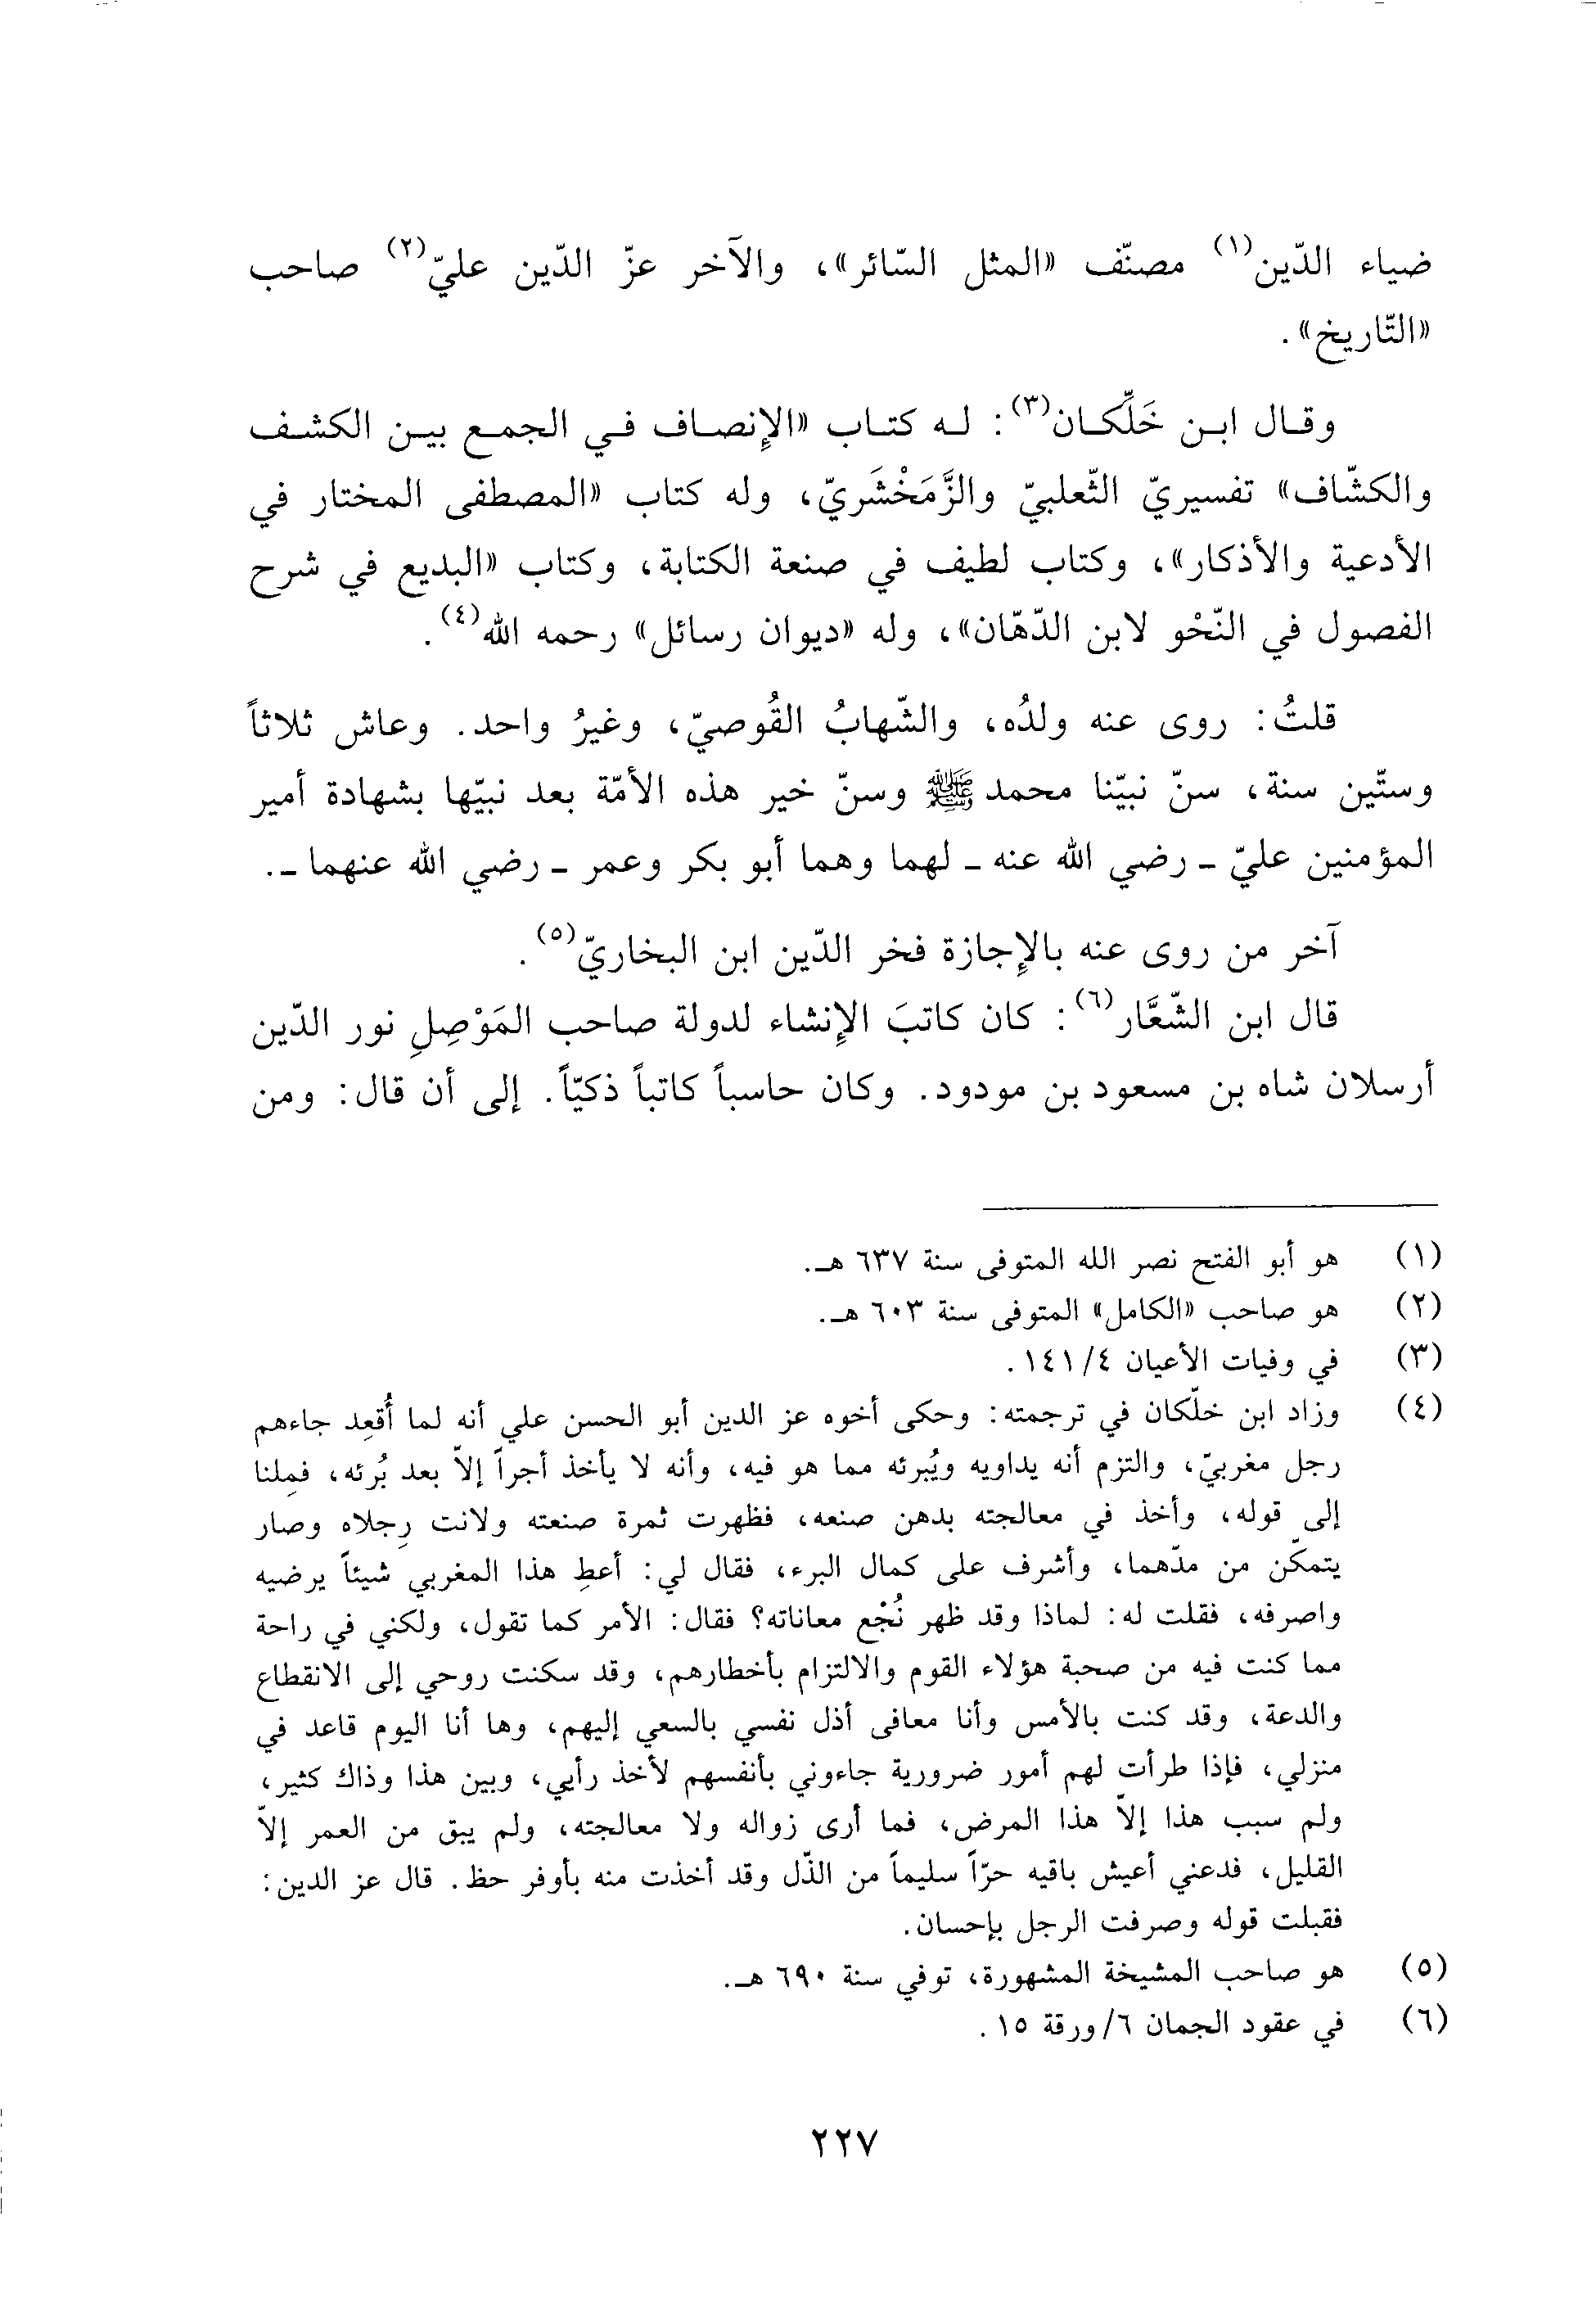 ضياء الدّين(١) مصنّف «المثل السّائر»، والآخر عزّ الدّين عليّ(٢) صاحب
«التّاريخ».
وقال ابن خَلِّكان(٣): له كتاب «الإنصاف في الجمع بين الكشف
والكشّاف» تفسيريّ الثّعلبيّ والزَّمَخْشَريّ، وله كتاب «المصطفى المختار في
الأدعية والأذكار»، وكتاب لطيف في صنعة الكتابة، وكتاب «البديع في شرح
الفصول في النّحْو لابن الدّهّان»، وله «ديوان رسائل» رحمه الله(٤).
قلتُ: روى عنه ولدُه، والشّهابُ القُوصيّ، وغيرُ واحد. وعاش ثلاثاً
وستّين سنة، سنّ نبيّنا محمد ﷺ وسنّ خير هذه الأمّة بعد نبيّها بشهادة أمير
المؤمنين عليّ - رضي الله عنه - لهما وهما أبو بكر وعمر - رضي الله عنهما -.
آخر من روى عنه بالإجازة فخر الدّين ابن البخاريّ(٥).
قال ابن الشّعَّار(٦): كان كاتبَ الإنشاء لدولة صاحب المَوْصِلِ نور الدّين
أرسلان شاه بن مسعود بن مودود. وكان حاسباً كاتباً ذكيّاً. إلى أن قال: ومن
(١) هو أبو الفتح نصر الله المتوفى سنة ٦٣٧ هـ.
(٢) هو صاحب «الكامل» المتوفى سنة ٦٠٣ هـ.
(٣) في وفيات الأعيان ٤/ ١٤١.
(٤) وزاد ابن خلّكان في ترجمته: وحكى أخوه عز الدين أبو الحسن علي أنه لما أُقعِد جاءهم
رجل مغربيّ، والتزم أنه يداويه ويُبرئه مما هو فيه، وأنه لا يأخذ أجراً إلاّ بعد بُرئه، فمِلنا
إلى قوله، وأخذ في معالجته بدهن صنعه، فظهرت ثمرة صنعته ولانت رِجلاه وصار
يتمكّن من مدّهما، وأشرف على كمال البرء، فقال لي: أعطِ هذا المغربي شيئاً يرضيه
واصرفه، فقلت له: لماذا وقد ظهر نُجْع معاناته؟ فقال: الأمر كما تقول، ولكني في راحة
مما كنت فيه من صحبة هؤلاء القوم والالتزام بأخطارهم، وقد سكنت روحي إلى الانقطاع
والدعة، وقد كنت بالأمس وأنا معافى أذل نفسي بالسعي إليهم، وها أنا اليوم قاعد في
منزلي، فإذا طرأت لهم أمور ضرورية جاءوني بأنفسهم لأخذ رأيي، وبين هذا وذاك كثير،
ولم سبب هذا إلاّ هذا المرض، فما أرى زواله ولا معالجته، ولم يبق من العمر إلاّ
القليل، فدعني أعيش باقيه حرّاً سليماً من الذّل وقد أخذت منه بأوفر حظ. قال عز الدين:
فقبلت قوله وصرفت الرجل بإحسان.
(٥) هو صاحب المشيخة المشهورة، توفي سنة ٦٩٠ هـ.
(٦) في عقود الجمان ٦/ورقة ١٥.
٢٢٧